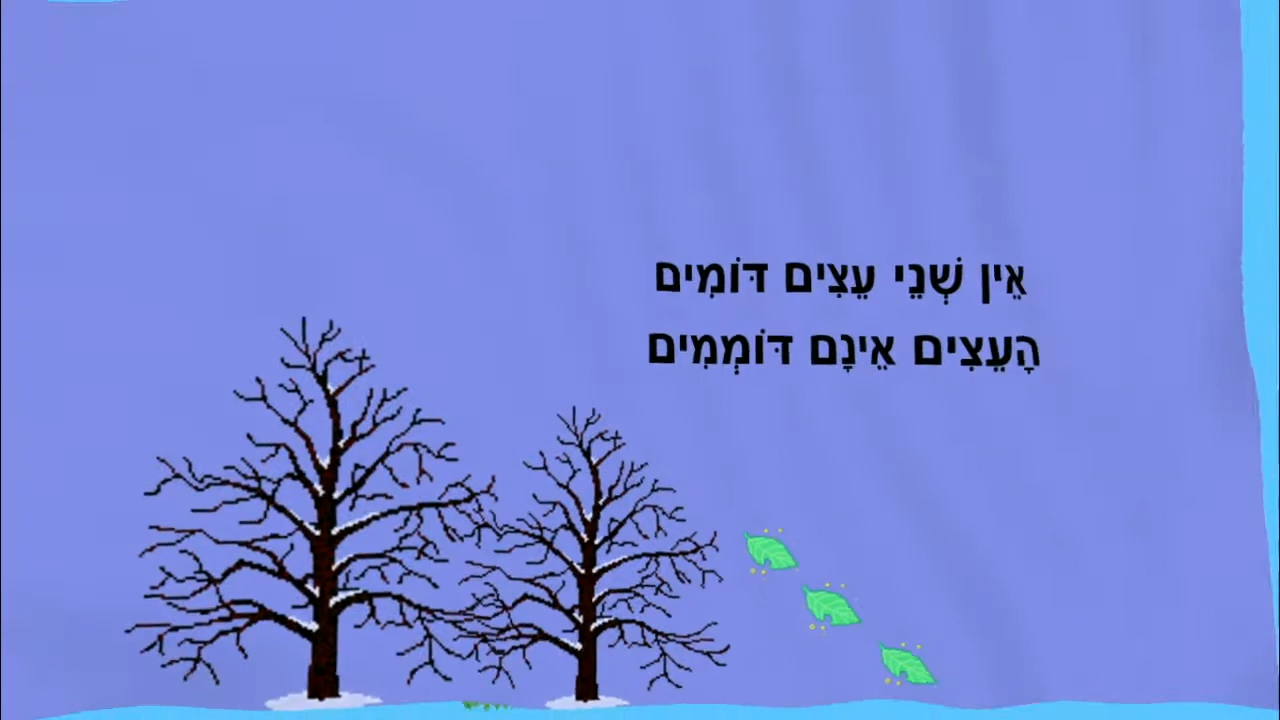 אֵין שְׁנֵי עֵצִים דּוֹמִים
הָעֵצִים אֵינָם דּוֹמְמִים